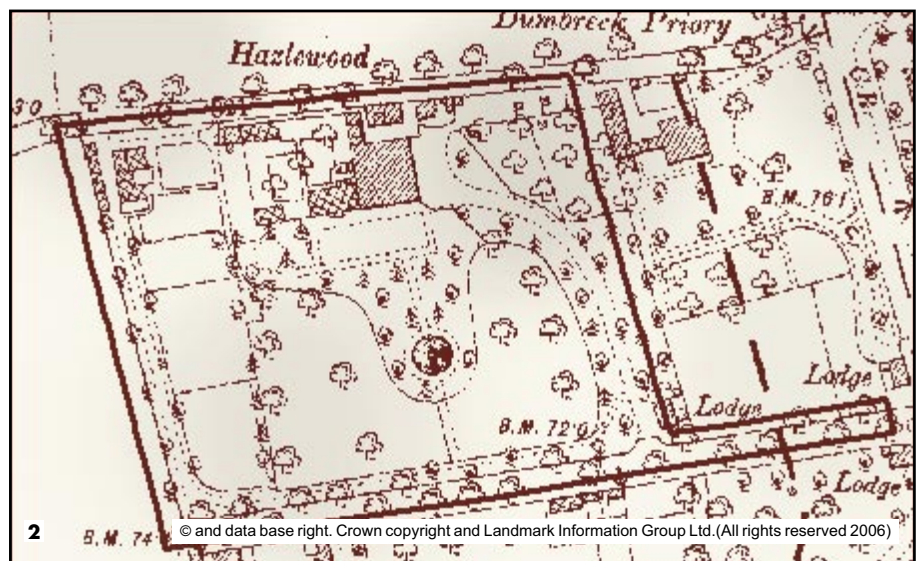 Dumbreck Priory
Hazlewood
B.M. 76·1
Lodge
Lodge
B.M. 72·9
Lodge
2
B.M. 74
© and data base right. Crown copyright and Landmark Information Group Ltd.(All rights reserved 2006)